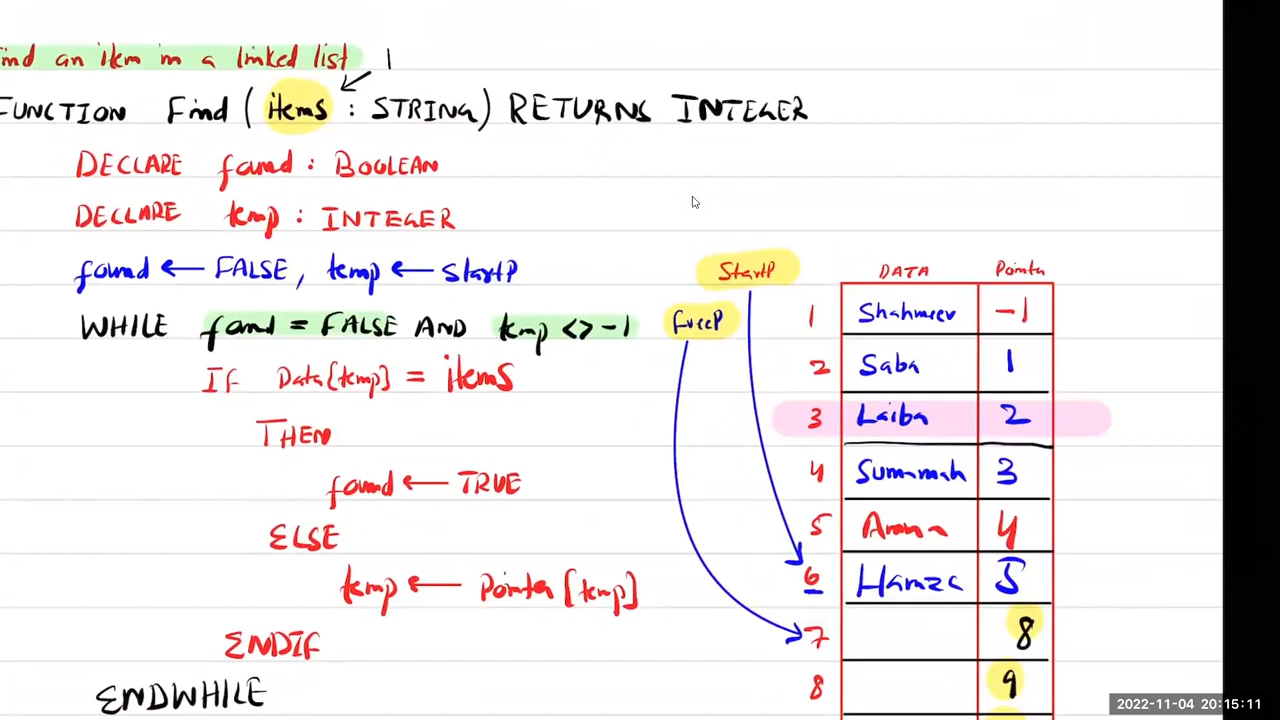 ind an item in a linked list 1
FUNCTION Find ( items : STRING) RETURNS INTEGER
DECLARE found : BOOLEAN
DECLARE temp : INTEGER
found ← FALSE, temp ← StartP
WHILE found = FALSE AND temp <> -1
IF Data[temp] = items
THEN
found ← TRUE
ELSE
temp ← Pointer [temp]
ENDIF
ENDWHILE
StartP
freeP
DATA Pointer
1 Shahmeer -1
2 Saba 1
3 Laiba 2
4 Sumamah 3
5 Amna 4
6 Hamza 5
7 8
8 9
2022-11-04 20:15:11